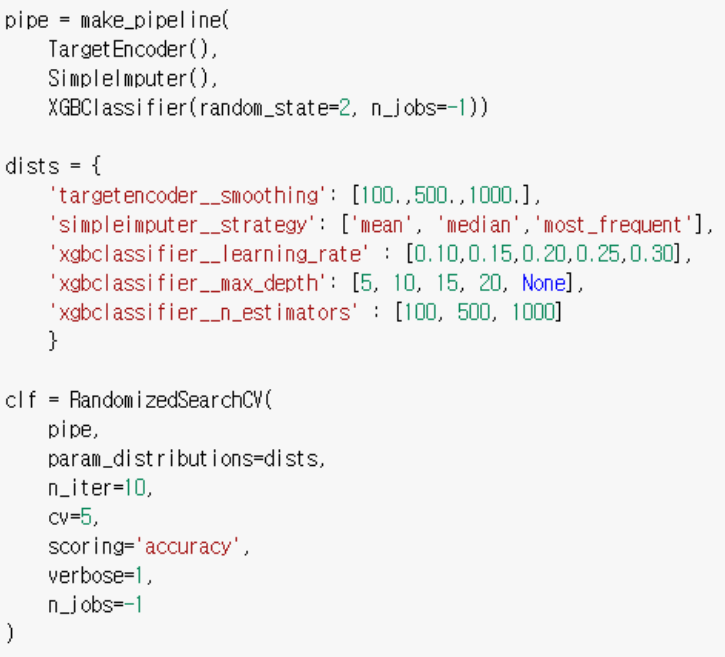 pipe = make_pipeline(
    TargetEncoder(),
    SimpleImputer(),
    XGBClassifier(random_state=2, n_jobs=-1))

dists = {
    'targetencoder__smoothing': [100.,500.,1000.],
    'simpleimputer__strategy': ['mean', 'median','most_frequent'],
    'xgbclassifier__learning_rate' : [0.10,0.15,0.20,0.25,0.30],
    'xgbclassifier__max_depth': [5, 10, 15, 20, None],
    'xgbclassifier__n_estimators' : [100, 500, 1000]
    }

clf = RandomizedSearchCV(
    pipe,
    param_distributions=dists,
    n_iter=10,
    cv=5,
    scoring='accuracy',
    verbose=1,
    n_jobs=-1
)